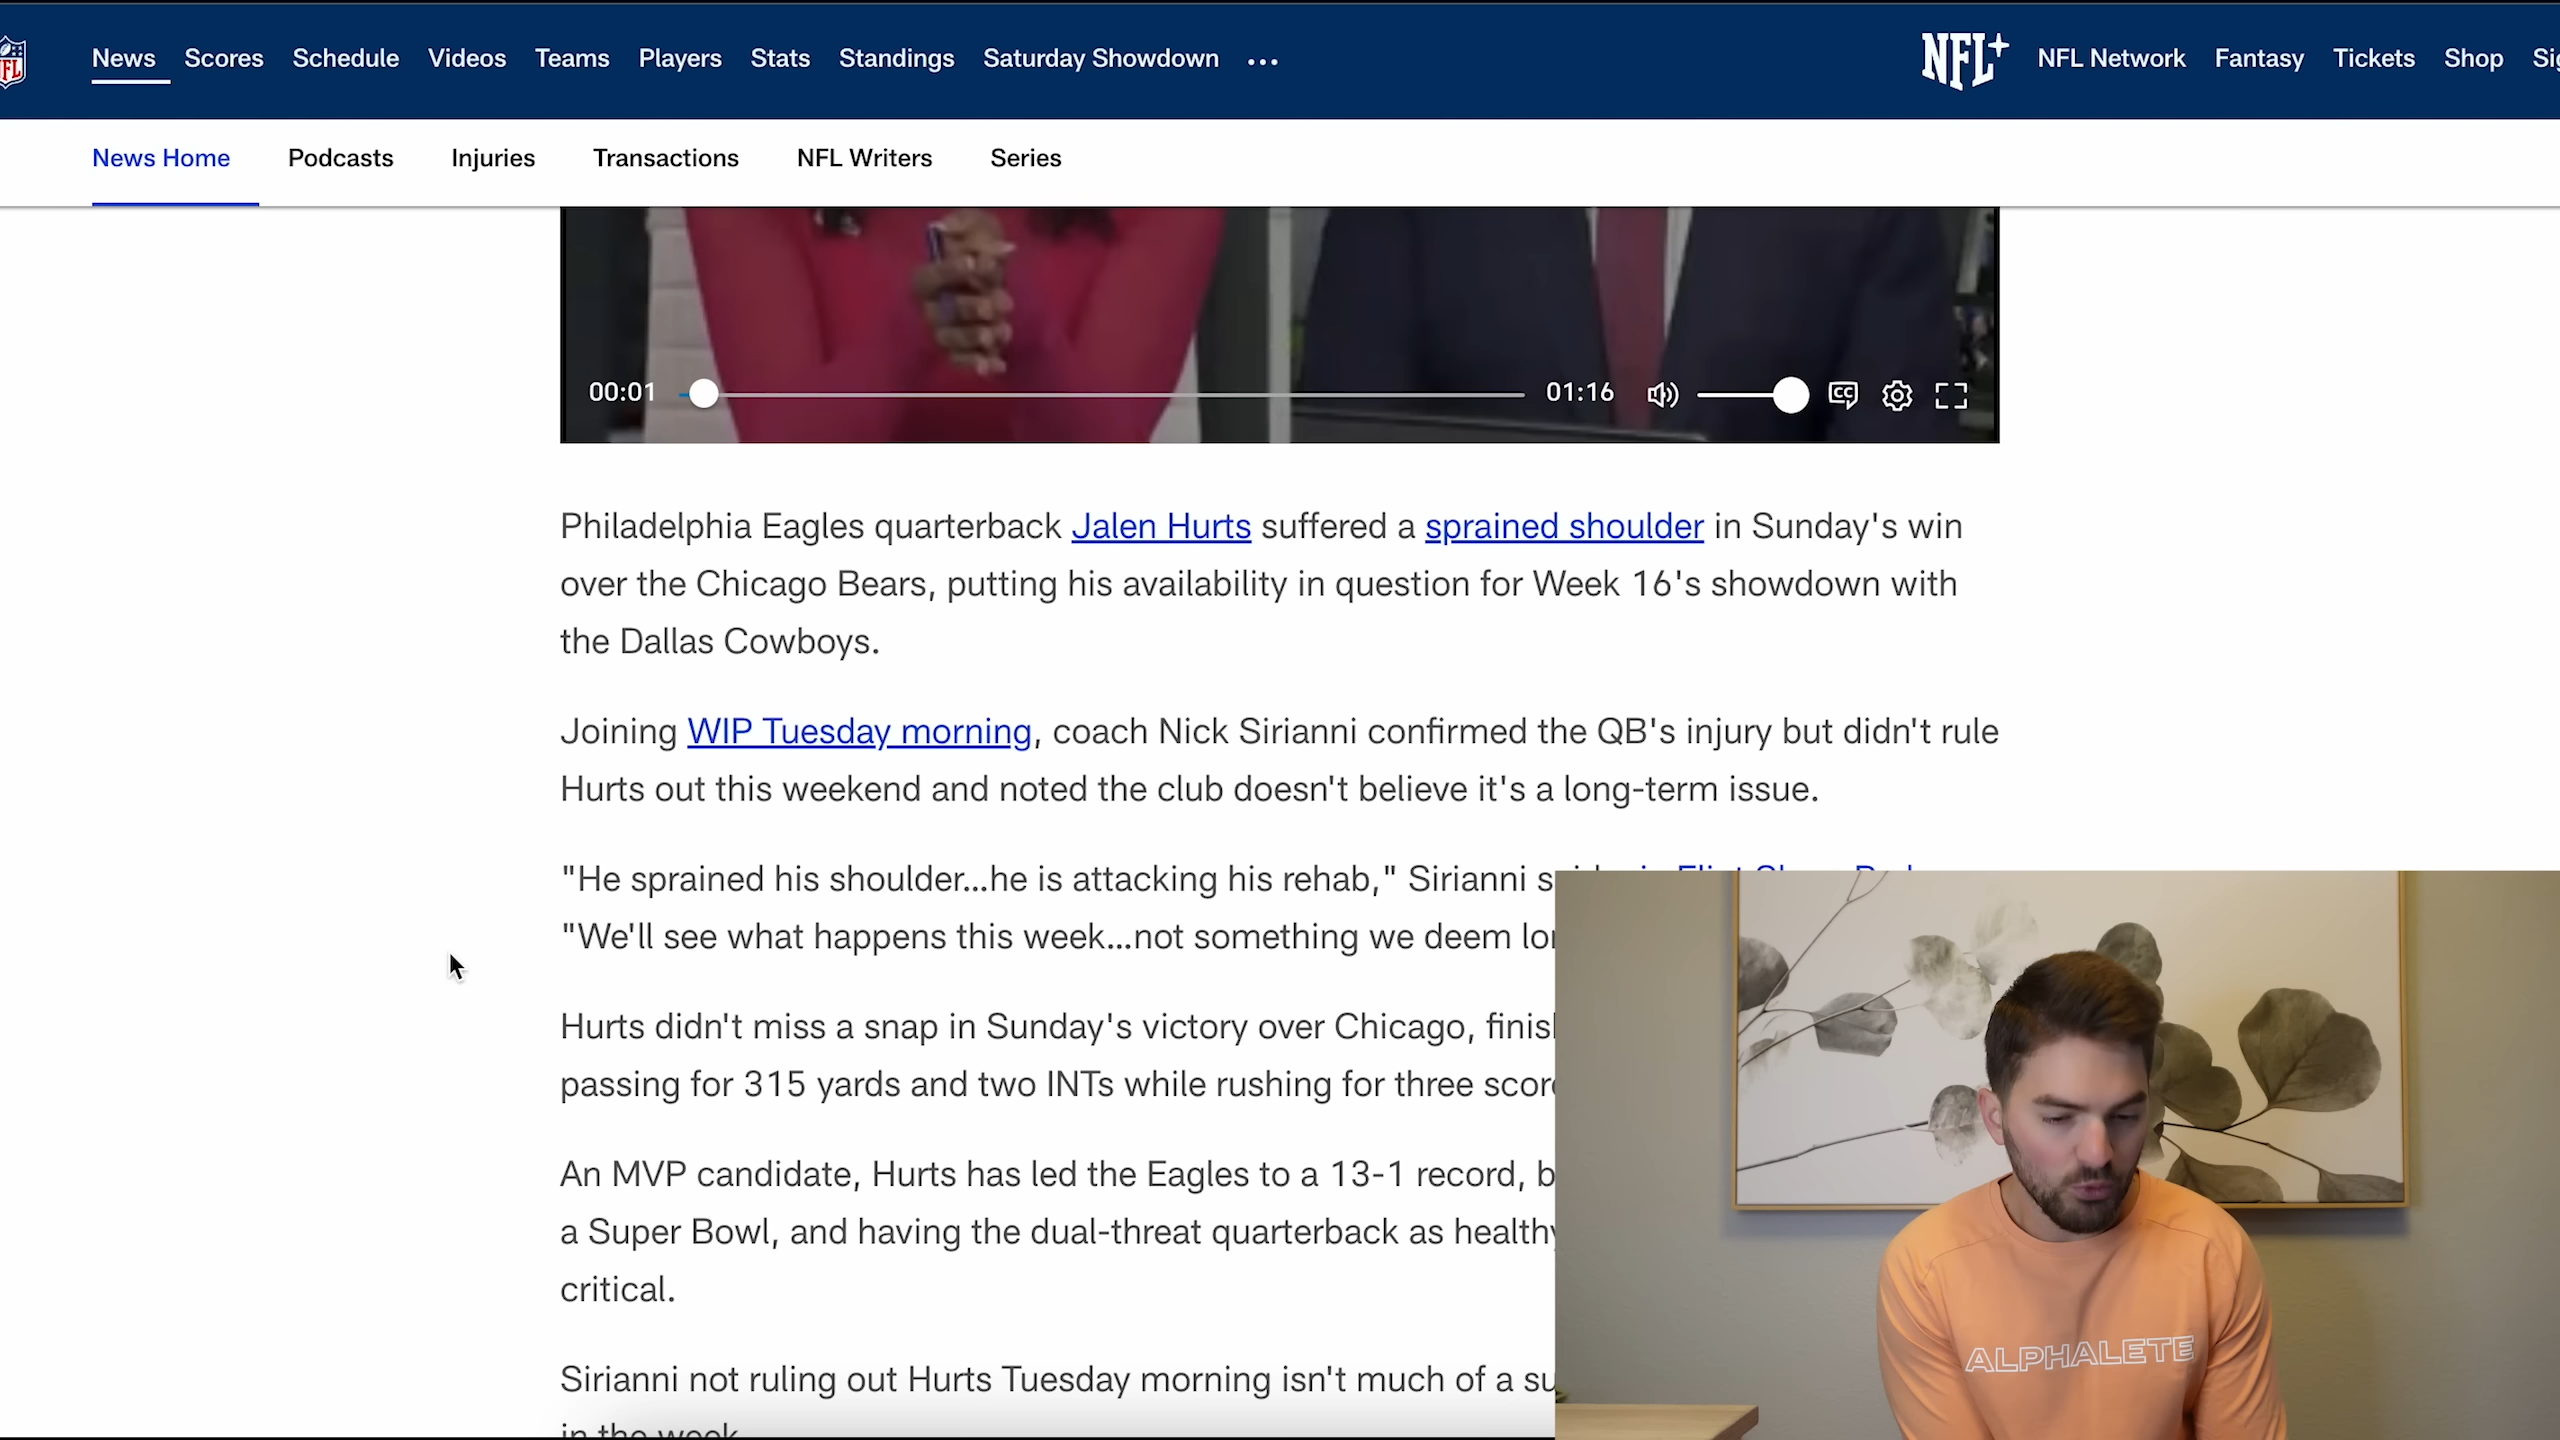 NFL
News Scores Schedule Videos Teams Players Stats Standings Saturday Showdown ...
NFL+ NFL Network Fantasy Tickets Shop
News Home Podcasts Injuries Transactions NFL Writers Series
00:01 01:16 CC
Philadelphia Eagles quarterback Jalen Hurts suffered a sprained shoulder in Sunday's win
over the Chicago Bears, putting his availability in question for Week 16's showdown with
the Dallas Cowboys.
Joining WIP Tuesday morning, coach Nick Sirianni confirmed the QB's injury but didn't rule
Hurts out this weekend and noted the club doesn't believe it's a long-term issue.
"He sprained his shoulder...he is attacking his rehab," Sirianni
"We'll see what happens this week...not something we deem
Hurts didn't miss a snap in Sunday's victory over Chicago,
passing for 315 yards and two INTs while rushing for three
An MVP candidate, Hurts has led the Eagles to a 13-1 record,
a Super Bowl, and having the dual-threat quarterback as
critical.
Sirianni not ruling out Hurts Tuesday morning isn't much of a
in the week
ALPHALETE